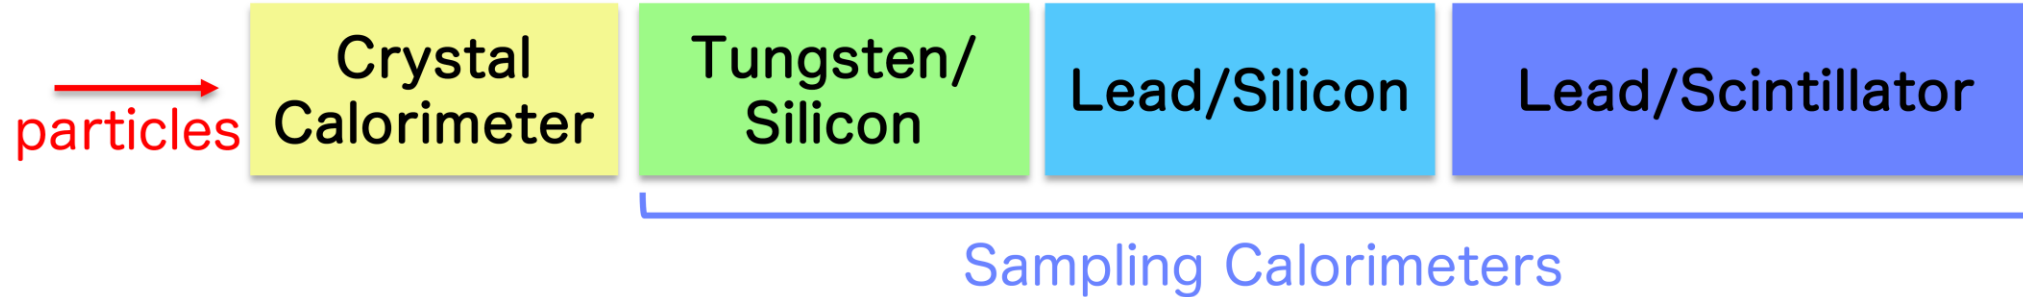 particles
Crystal
Calorimeter
Tungsten/
Silicon
Lead/Silicon
Lead/Scintillator
Sampling Calorimeters